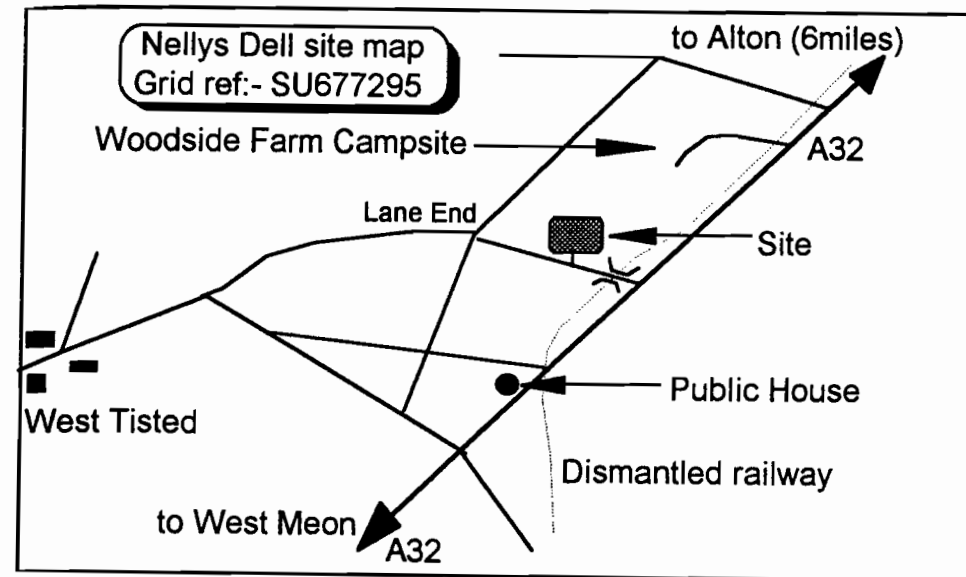 Nellys Dell site map
Grid ref:- SU677295
to Alton (6miles)
Woodside Farm Campsite
A32
Lane End
Site
Public House
West Tisted
Dismantled railway
to West Meon
A32